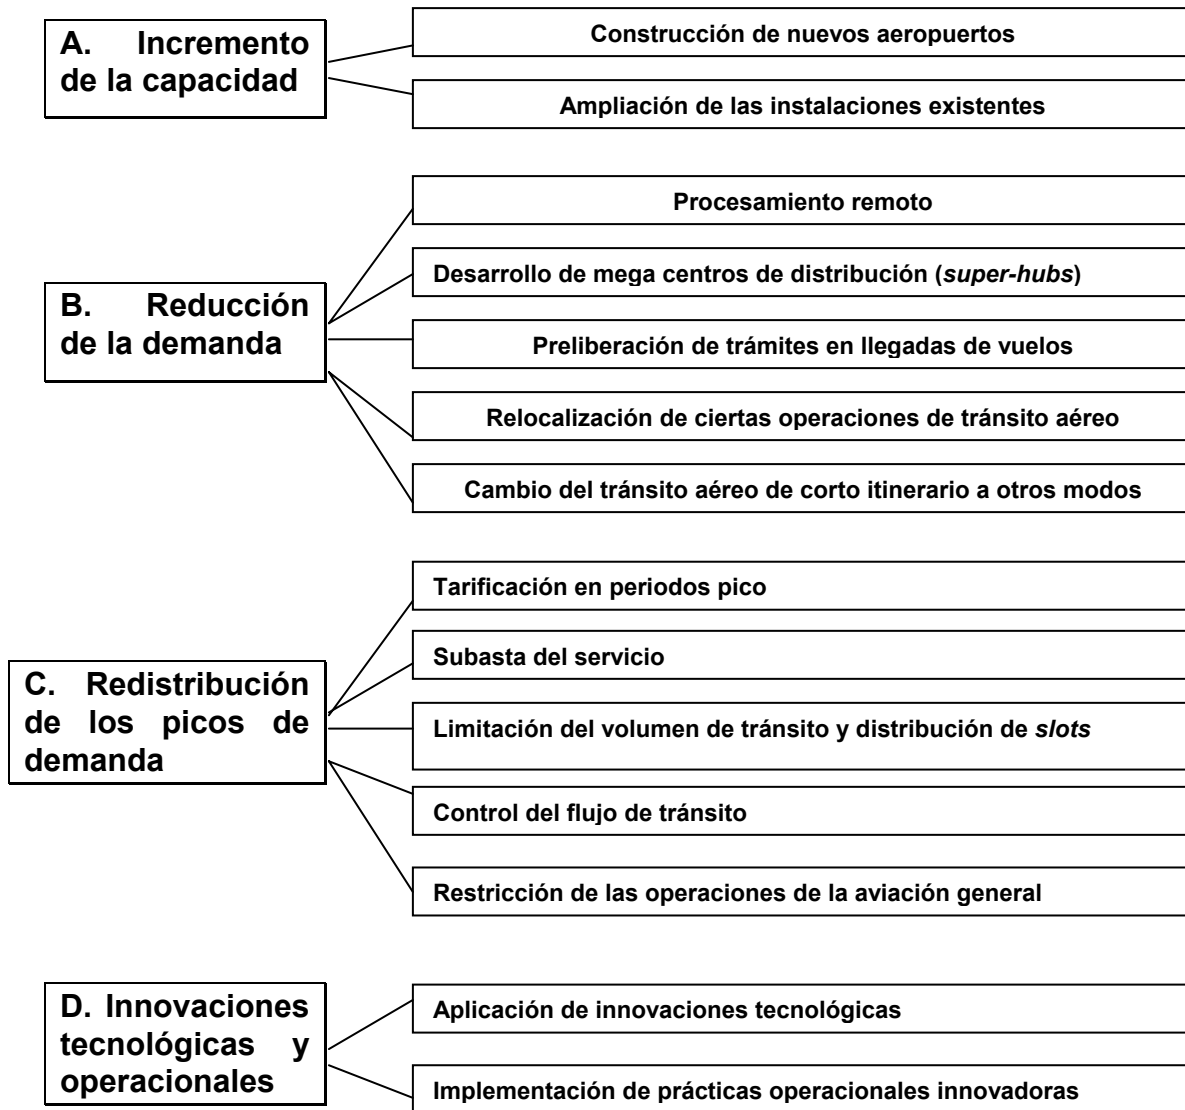 A. Incremento
de la capacidad
Construcción de nuevos aeropuertos
Ampliación de las instalaciones existentes
B. Reducción
de la demanda
Procesamiento remoto
Desarrollo de mega centros de distribución (super-hubs)
Preliberación de trámites en llegadas de vuelos
Relocalización de ciertas operaciones de tránsito aéreo
Cambio del tránsito aéreo de corto itinerario a otros modos
C. Redistribución
de los picos de
demanda
Tarificación en periodos pico
Subasta del servicio
Limitación del volumen de tránsito y distribución de slots
Control del flujo de tránsito
Restricción de las operaciones de la aviación general
D. Innovaciones
tecnológicas y
operacionales
Aplicación de innovaciones tecnológicas
Implementación de prácticas operacionales innovadoras